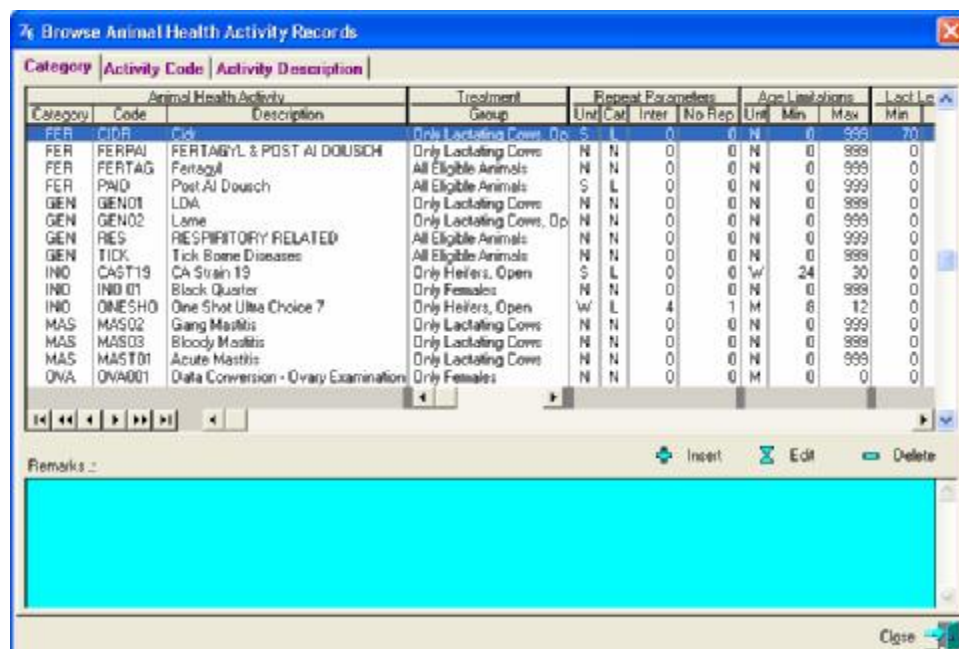 Browse Animal Health Activity Records
Category Activity Code Activity Description
Animal Health Activity Treatment Repeat Parameters Age Limitations Lact Le
Category Code Description Group Unt Cat Inter No Rep Unt Min Max Min
FER CIDR Cidr Only Lactating Cows, Op S L 0 0 N 0 999 70
FER FERPAI FERTAGYL & POST AI DOUSCH Only Lactating Cows N N 0 0 N 0 999 0
FER FERTAG Fertagyl All Eligible Animals N N 0 0 N 0 999 0
FER PAID Post AI Dousch All Eligible Animals S L 0 0 N 0 999 0
GEN GEN01 LDA Only Lactating Cows N N 0 0 N 0 999 0
GEN GEN02 Lame Only Lactating Cows, Op N N 0 0 N 0 999 0
GEN RES RESPIRITORY RELATED All Eligible Animals N N 0 0 N 0 999 0
GEN TICK Tick Borne Diseases All Eligible Animals N N 0 0 N 0 999 0
INO CAST19 CA Strain 19 Only Heifers, Open S L 0 0 W 24 30 0
INO INO 01 Black Quarter Only Females N N 0 0 N 0 999 0
INO ONESHO One Shot Ultra Choice 7 Only Heifers, Open W L 4 1 M 6 12 0
MAS MAS02 Gang Mastitis Only Lactating Cows N N 0 0 N 0 999 0
MAS MAS03 Bloody Mastitis Only Lactating Cows N N 0 0 N 0 999 0
MAS MAST01 Acute Mastitis Only Lactating Cows N N 0 0 N 0 999 0
OVA OVA001 Data Conversion - Ovary Examination Only Females N N 0 0 M 0 0 0
Insert Edit Delete
Remarks .:
Close